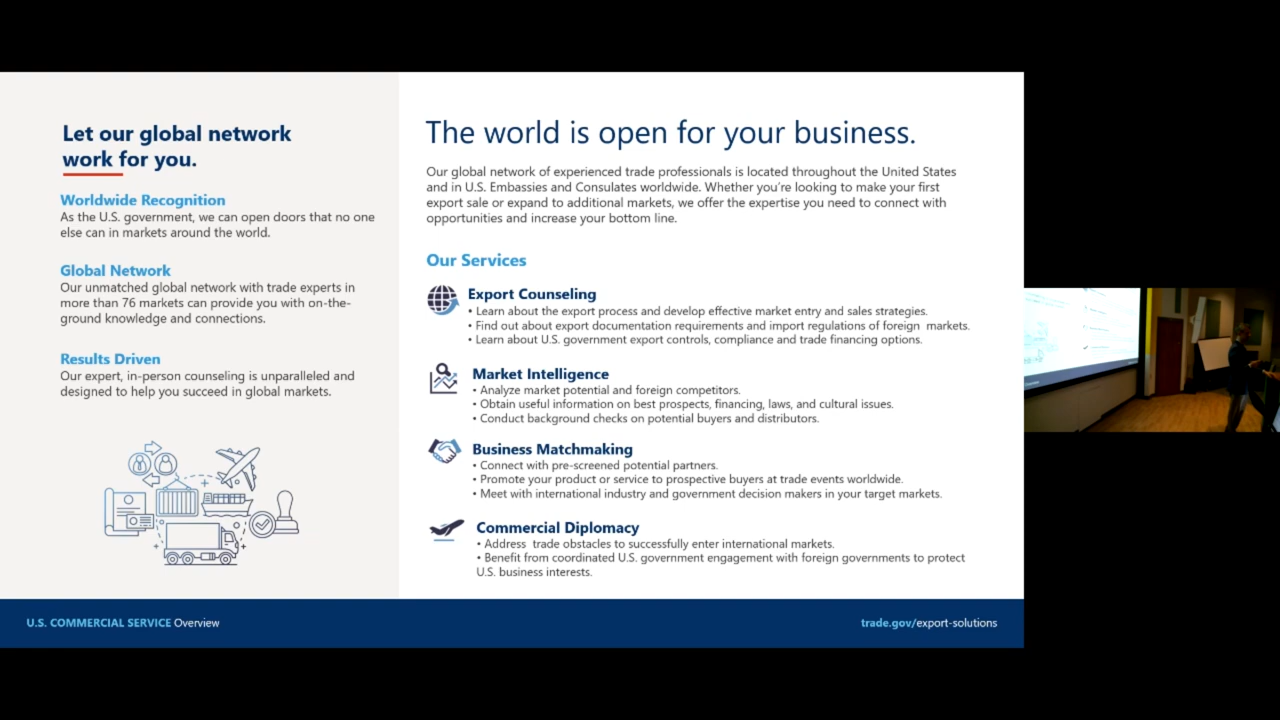 Let our global network
work for you.
Worldwide Recognition
As the U.S. government, we can open doors that no one
else can in markets around the world.
Global Network
Our unmatched global network with trade experts in
more than 76 markets can provide you with on-the-
ground knowledge and connections.
Results Driven
Our expert, in-person counseling is unparalleled and
designed to help you succeed in global markets.
The world is open for your business.
Our global network of experienced trade professionals is located throughout the United States
and in U.S. Embassies and Consulates worldwide. Whether you're looking to make your first
export sale or expand to additional markets, we offer the expertise you need to connect with
opportunities and increase your bottom line.
Our Services
Export Counseling
• Learn about the export process and develop effective market entry and sales strategies.
• Find out about export documentation requirements and import regulations of foreign  markets.
• Learn about U.S. government export controls, compliance and trade financing options.
Market Intelligence
• Analyze market potential and foreign competitors.
• Obtain useful information on best prospects, financing, laws, and cultural issues.
• Conduct background checks on potential buyers and distributors.
Business Matchmaking
• Connect with pre-screened potential partners.
• Promote your product or service to prospective buyers at trade events worldwide.
• Meet with international industry and government decision makers in your target markets.
Commercial Diplomacy
• Address  trade obstacles to successfully enter international markets.
• Benefit from coordinated U.S. government engagement with foreign governments to protect
U.S. business interests.
U.S. COMMERCIAL SERVICE Overview
trade.gov/export-solutions